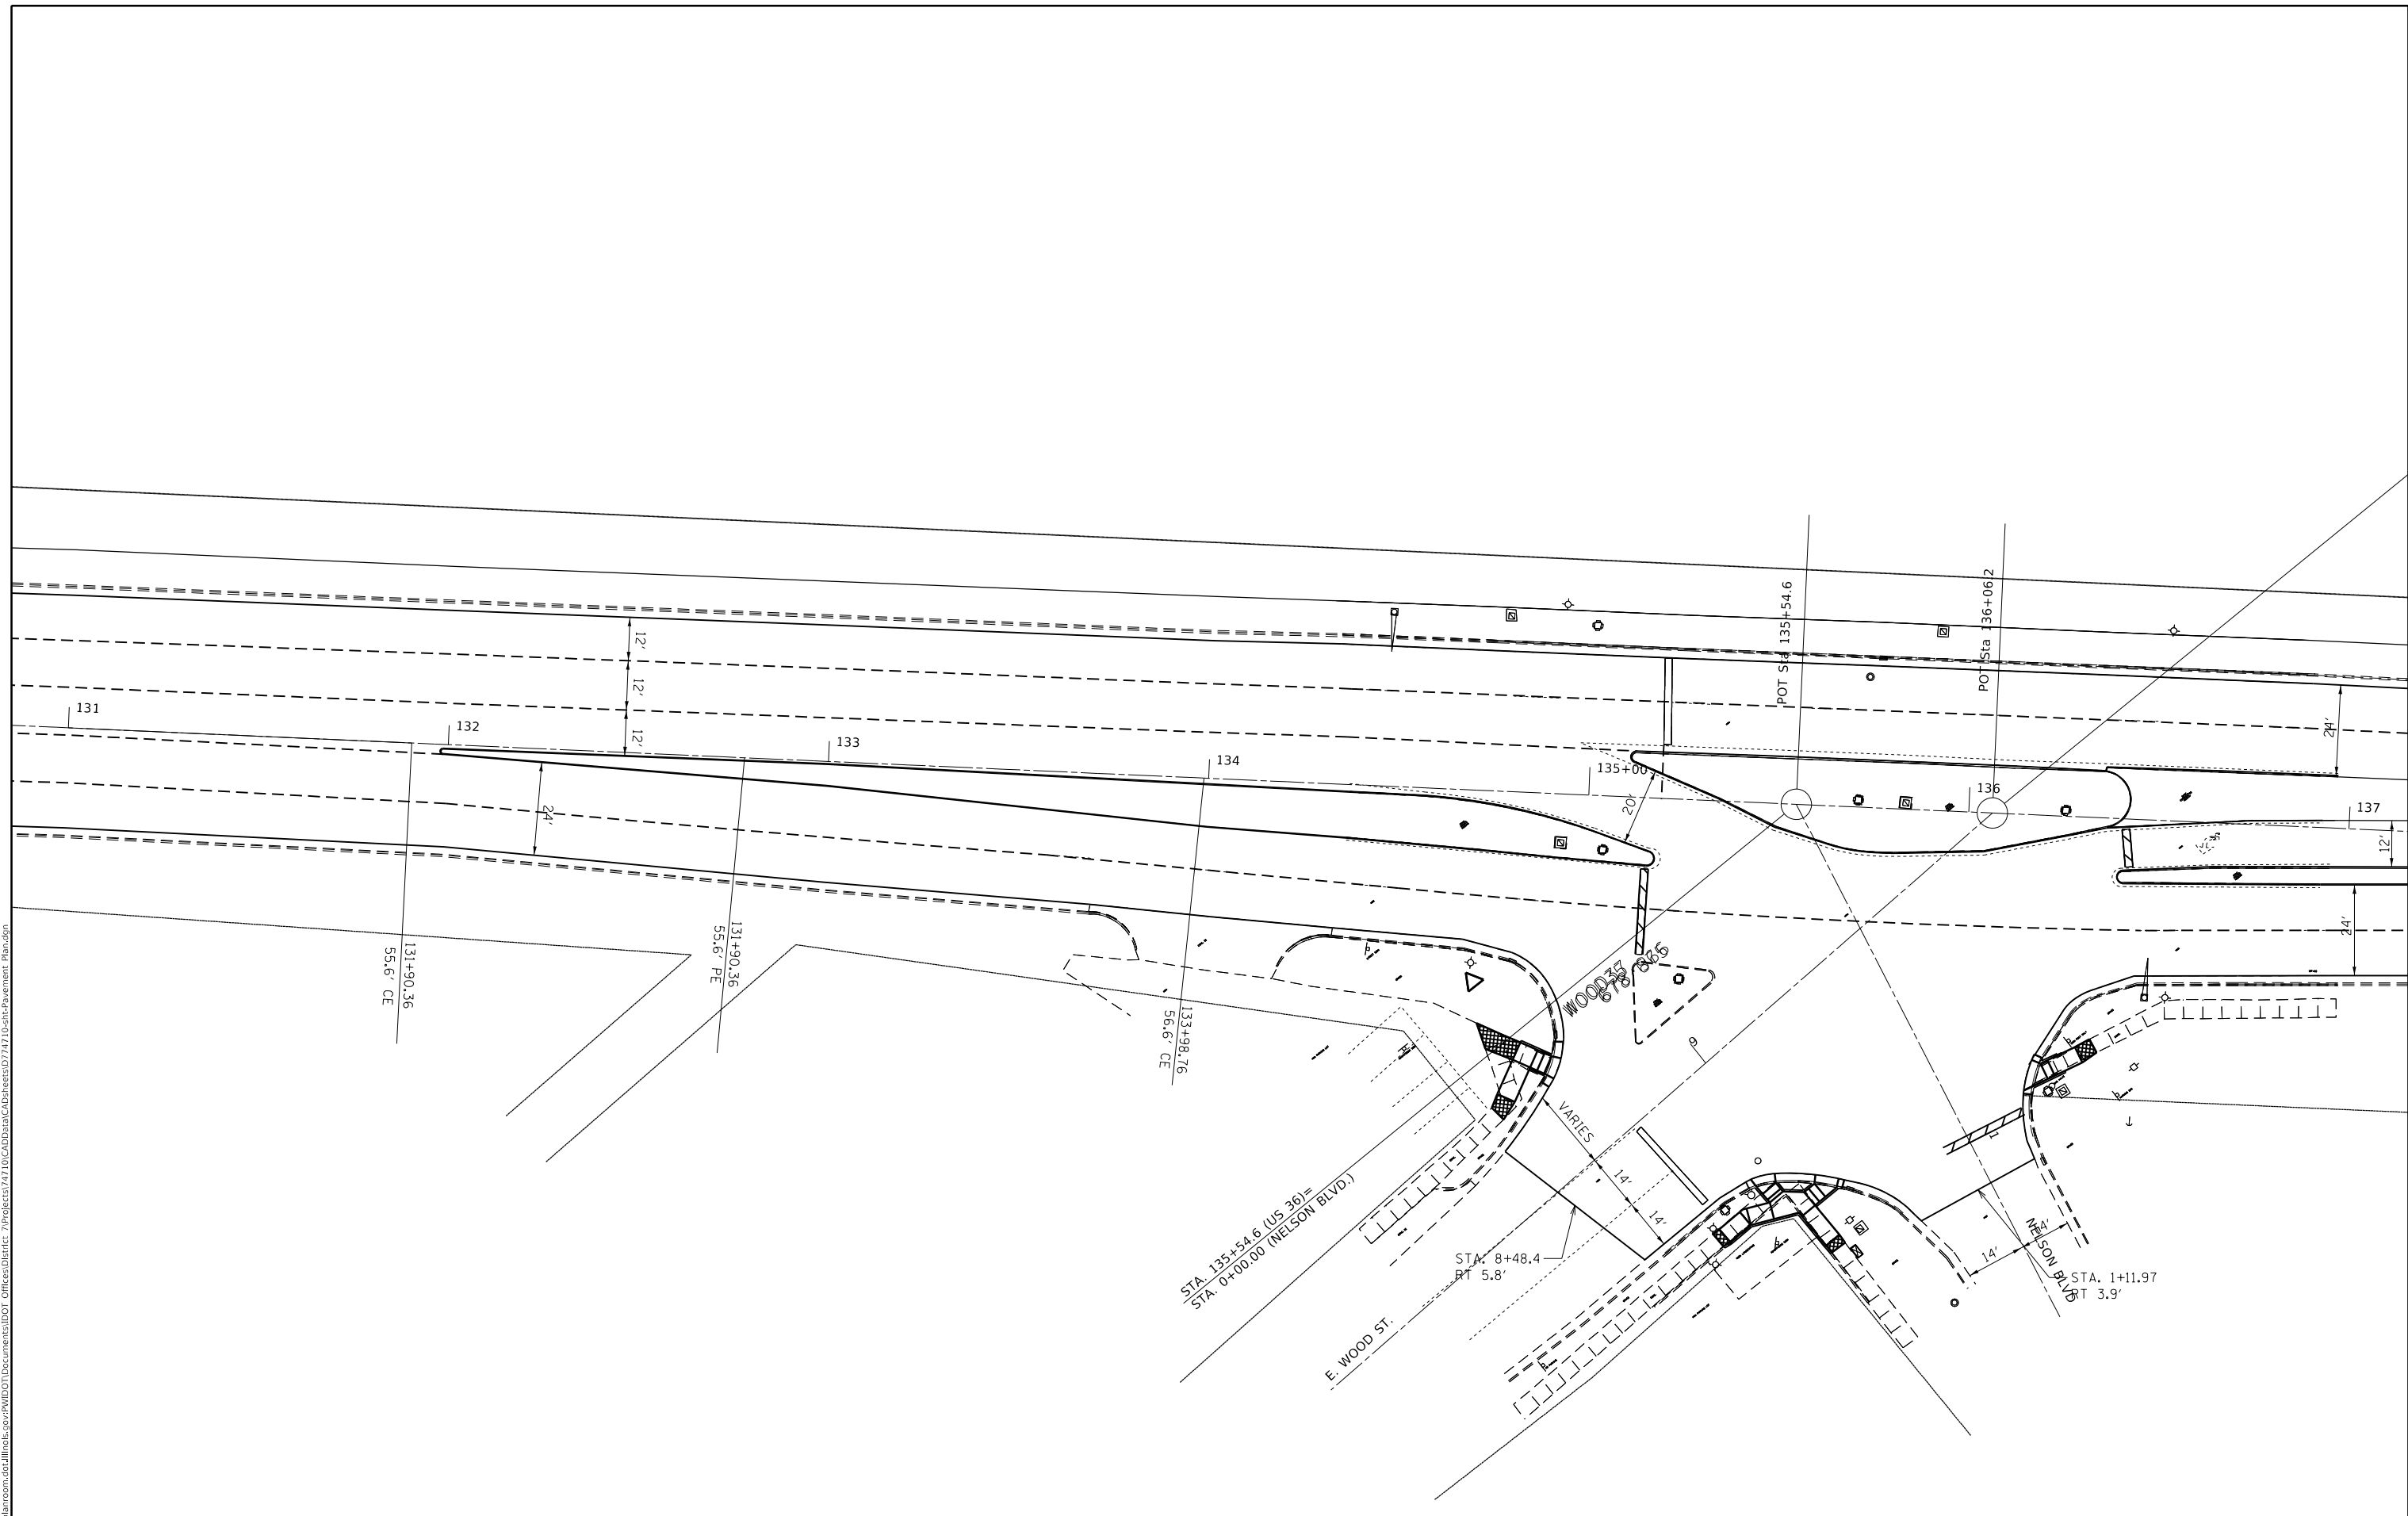 POT Sta 135+54.6
POT Sta 136+06.2
12'
12'
12'
24'
131
132
133
134
135+00
136
137
24'
20'
12'
24'
131+90.36
55.6' CE
131+90.36
55.6' PE
133+98.76
56.6' CE
9
1
VARIES
14'
14'
STA. 135+54.6 (US 36)=
STA. 0+00.00 (NELSON BLVD.)
STA. 8+48.4
RT 5.8'
E. WOOD ST.
14'
NELSON BLVD
STA. 1+11.97
RT 3.9'